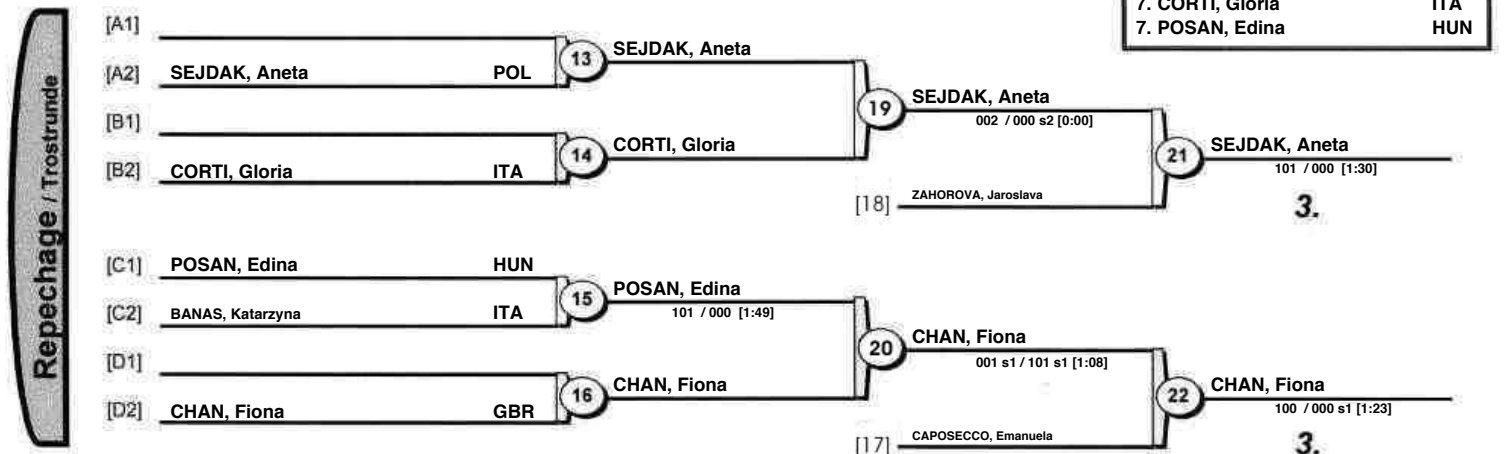 7. CORTI, Gloria ITA
7. POSAN, Edina HUN
Repechage / Trostrunde
[A1]
[A2] SEJDAK, Aneta POL
13 SEJDAK, Aneta
[B1]
[B2] CORTI, Gloria ITA
14 CORTI, Gloria
19 SEJDAK, Aneta
002 / 000 s2 [0:00]
[18] ZAHOROVA, Jaroslava
21 SEJDAK, Aneta
101 / 000 [1:30]
3.
[C1] POSAN, Edina HUN
[C2] BANAS, Katarzyna ITA
15 POSAN, Edina
101 / 000 [1:49]
[D1]
[D2] CHAN, Fiona GBR
16 CHAN, Fiona
20 CHAN, Fiona
001 s1 / 101 s1 [1:08]
[17] CAPOSECCO, Emanuela
22 CHAN, Fiona
100 / 000 s1 [1:23]
3.